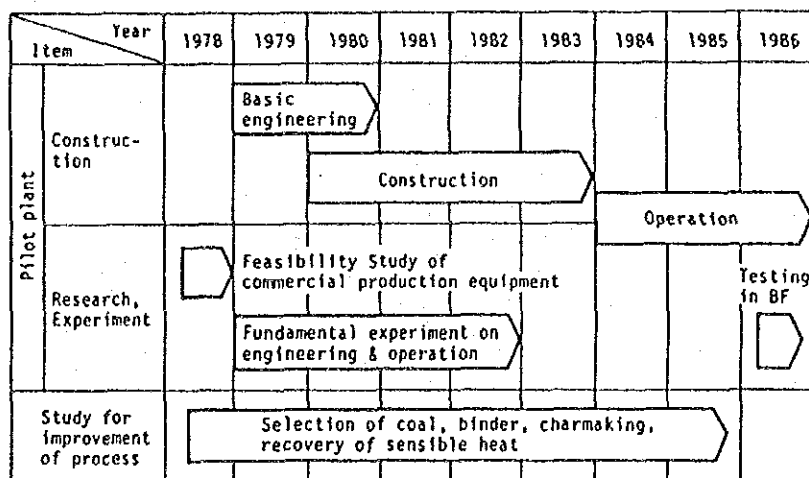 Year
Item
1978 1979 1980 1981 1982 1983 1984 1985 1986
Pilot plant
Construc-
tion
Basic
engineering
Construction
Operation
Research,
Experiment
Feasibility Study of
commercial production equipment
Testing
in BF
Fundamental experiment on
engineering & operation
Study for
improvement
of process
Selection of coal, binder, charmaking,
recovery of sensible heat